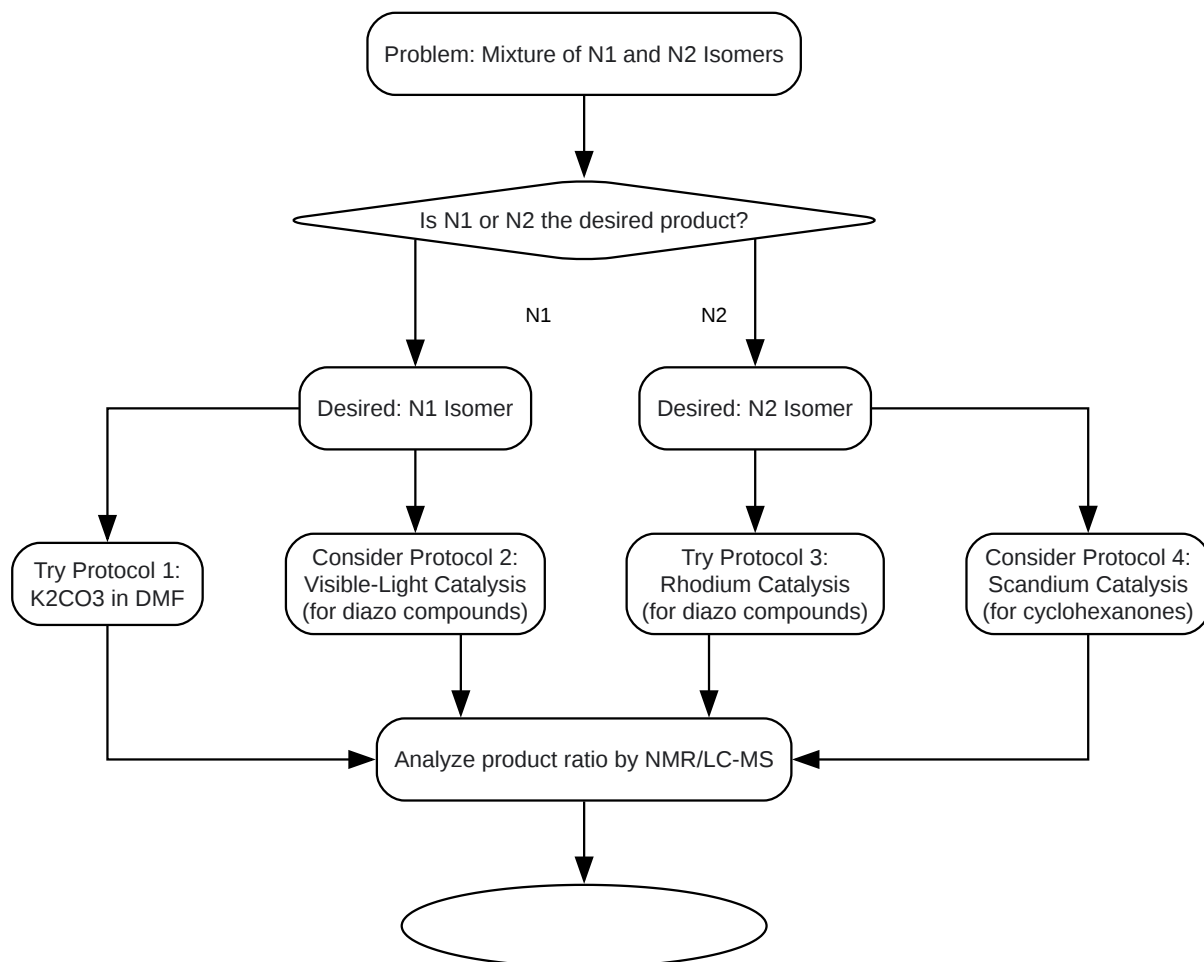 Problem: Mixture of N1 and N2 Isomers
Is N1 or N2 the desired product?
N1
N2
Desired: N1 Isomer
Desired: N2 Isomer
Try Protocol 1:
K2CO3 in DMF
Consider Protocol 2:
Visible-Light Catalysis
(for diazo compounds)
Try Protocol 3:
Rhodium Catalysis
(for diazo compounds)
Consider Protocol 4:
Scandium Catalysis
(for cyclohexanones)
Analyze product ratio by NMR/LC-MS